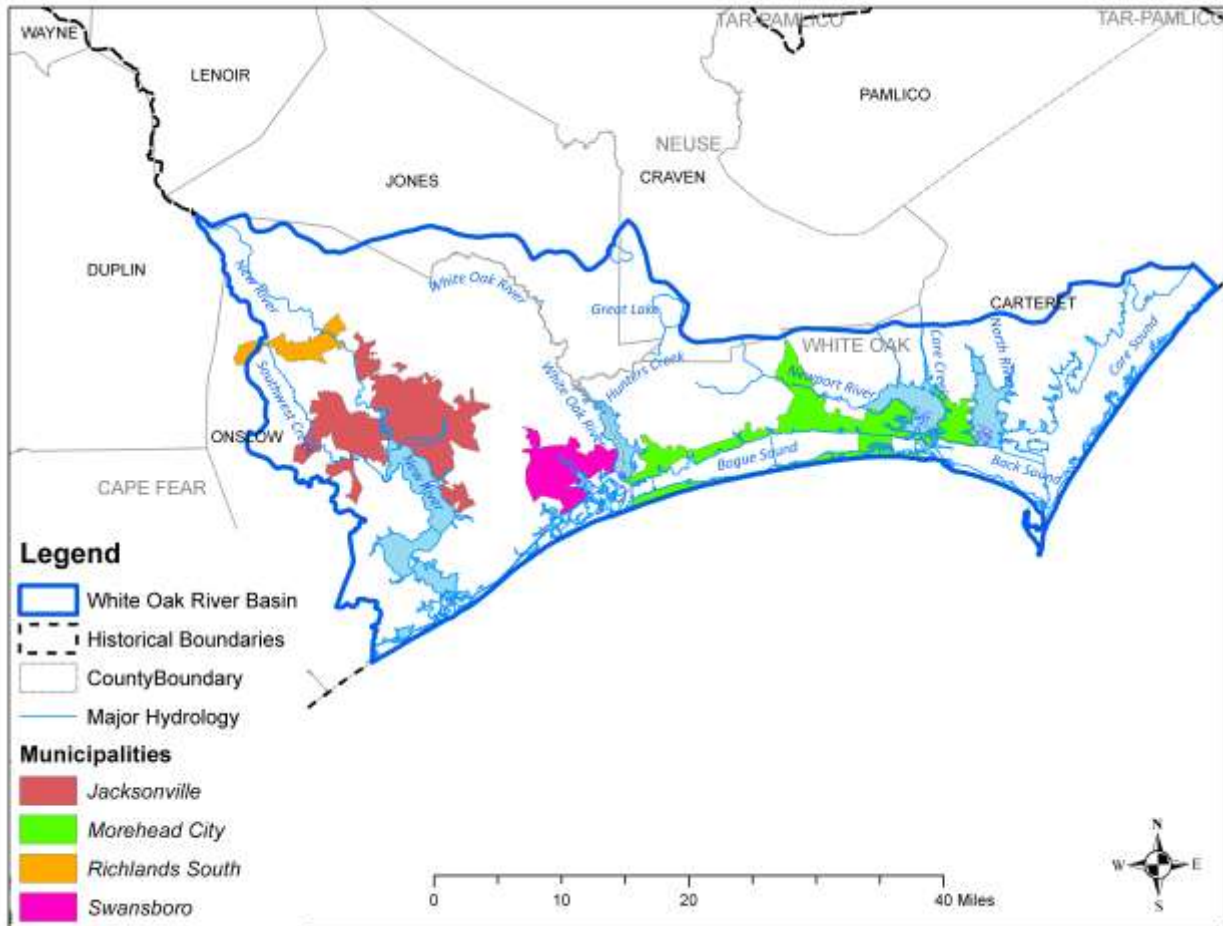 TAR-PAMLICO
TAR-PAMLICO
WAYNE
LENOIR
PAMLICO
NEUSE
CRAVEN
JONES
DUPLIN
New River
White Oak River
Great Lake
CARTERET
WHITE OAK
Core Sound
North River
Core Creek
Newport River
Hunters Creek
White Oak River
Southwest Creek
ONSLOW
New River
Bogue Sound
Back Sound
CAPE FEAR
Legend
White Oak River Basin
Historical Boundaries
CountyBoundary
Major Hydrology
Municipalities
Jacksonville
Morehead City
Richlands South
Swansboro
0 10 20 40 Miles
N
W E
S